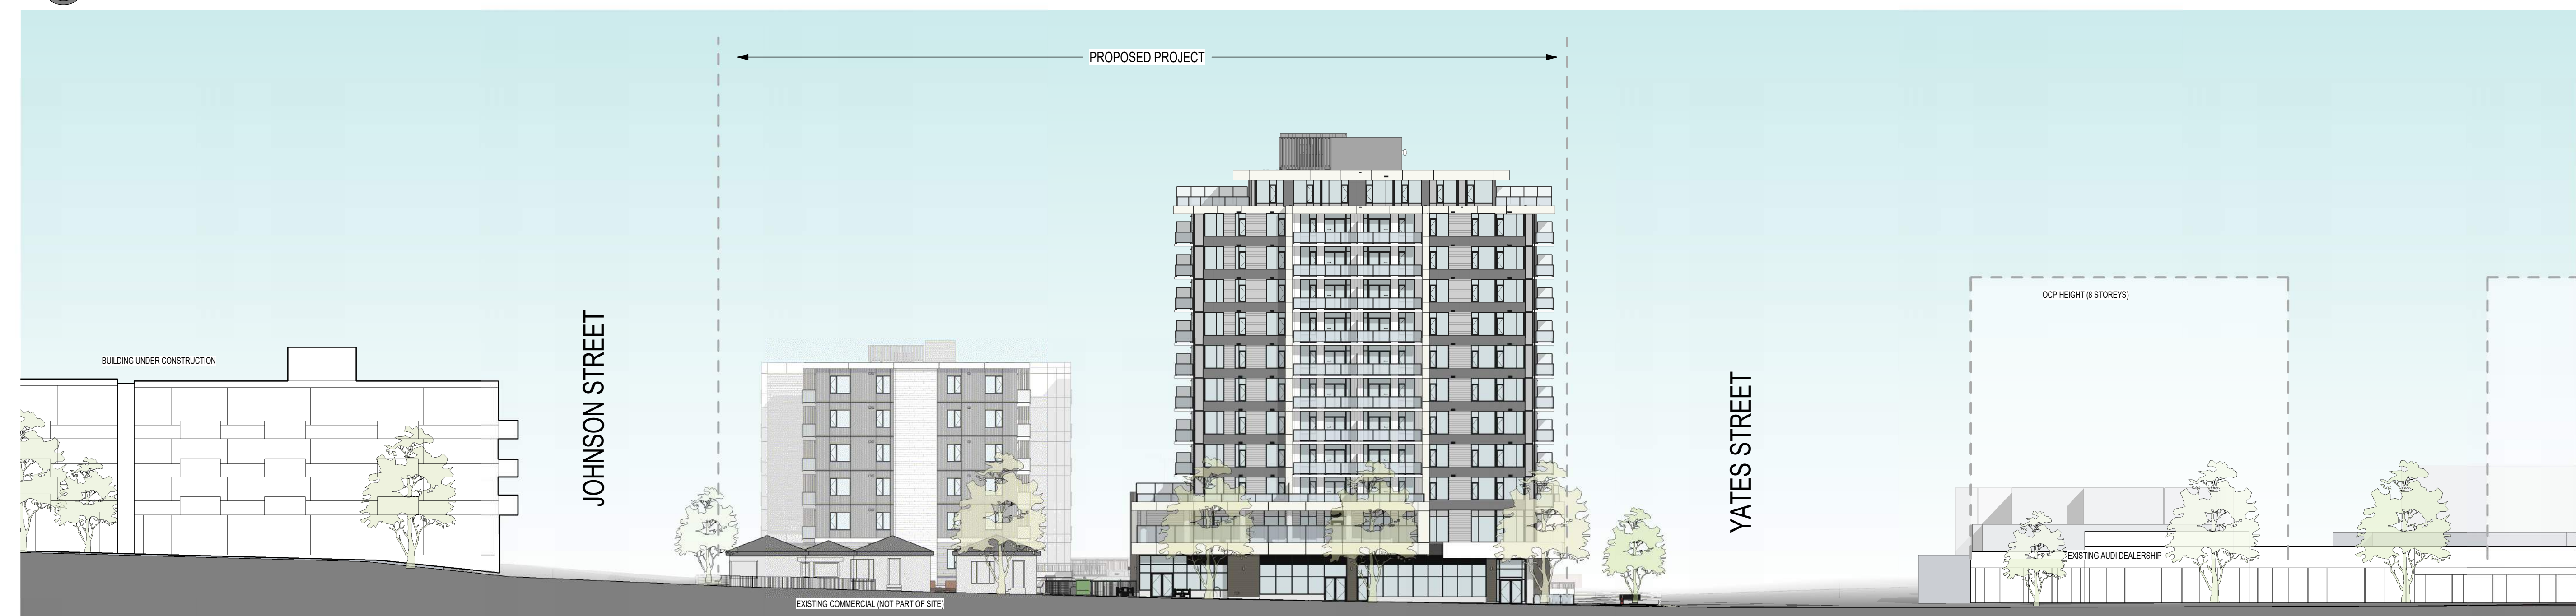 PROPOSED PROJECT
BUILDING UNDER CONSTRUCTION
JOHNSON STREET
EXISTING COMMERCIAL (NOT PART OF SITE)
YATES STREET
OCP HEIGHT (8 STOREYS)
EXISTING AUDI DEALERSHIP